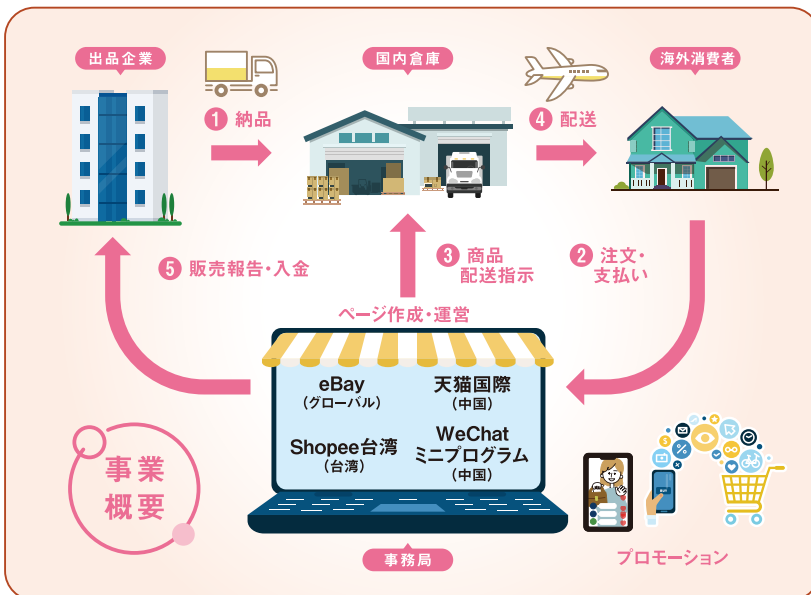 出品企業
国内倉庫
海外消費者
1 納品
4 配送
5 販売報告・入金
3 商品
配送指示
2 注文・
支払い
ページ作成・運営
eBay
(グローバル)
天猫国際
(中国)
Shopee台湾
(台湾)
WeChat
ミニプログラム
(中国)
事業
概要
プロモーション
事務局